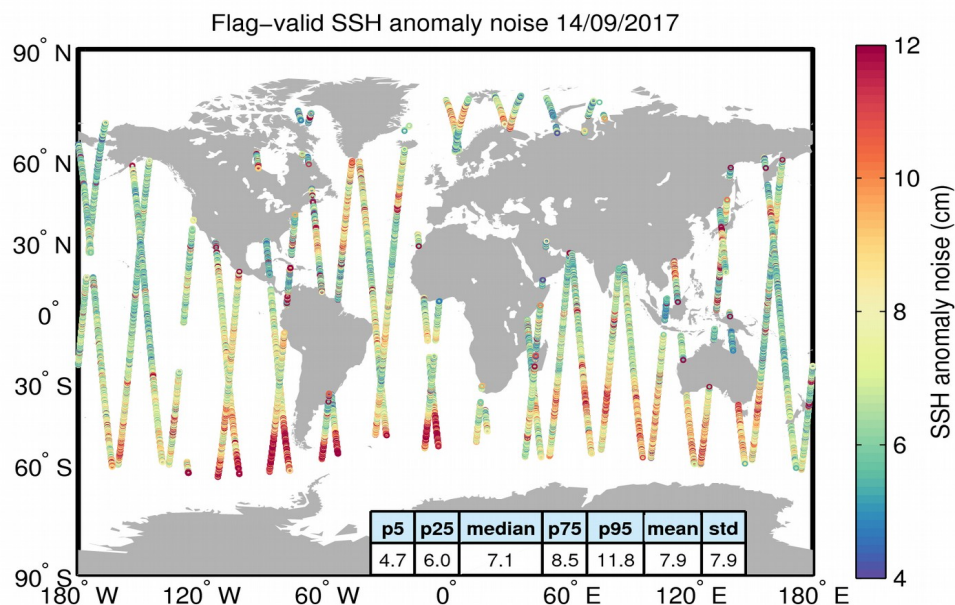 Flag−valid SSH anomaly noise 14/09/2017
90° N
60° N
30° N
0°
30° S
60° S
90° S
180° W
120° W
60° W
0°
60° E
120° E
180° E
p5 p25 median p75 p95 mean std
4.7 6.0 7.1 8.5 11.8 7.9 7.9
12
10
8
6
4
SSH anomaly noise (cm)